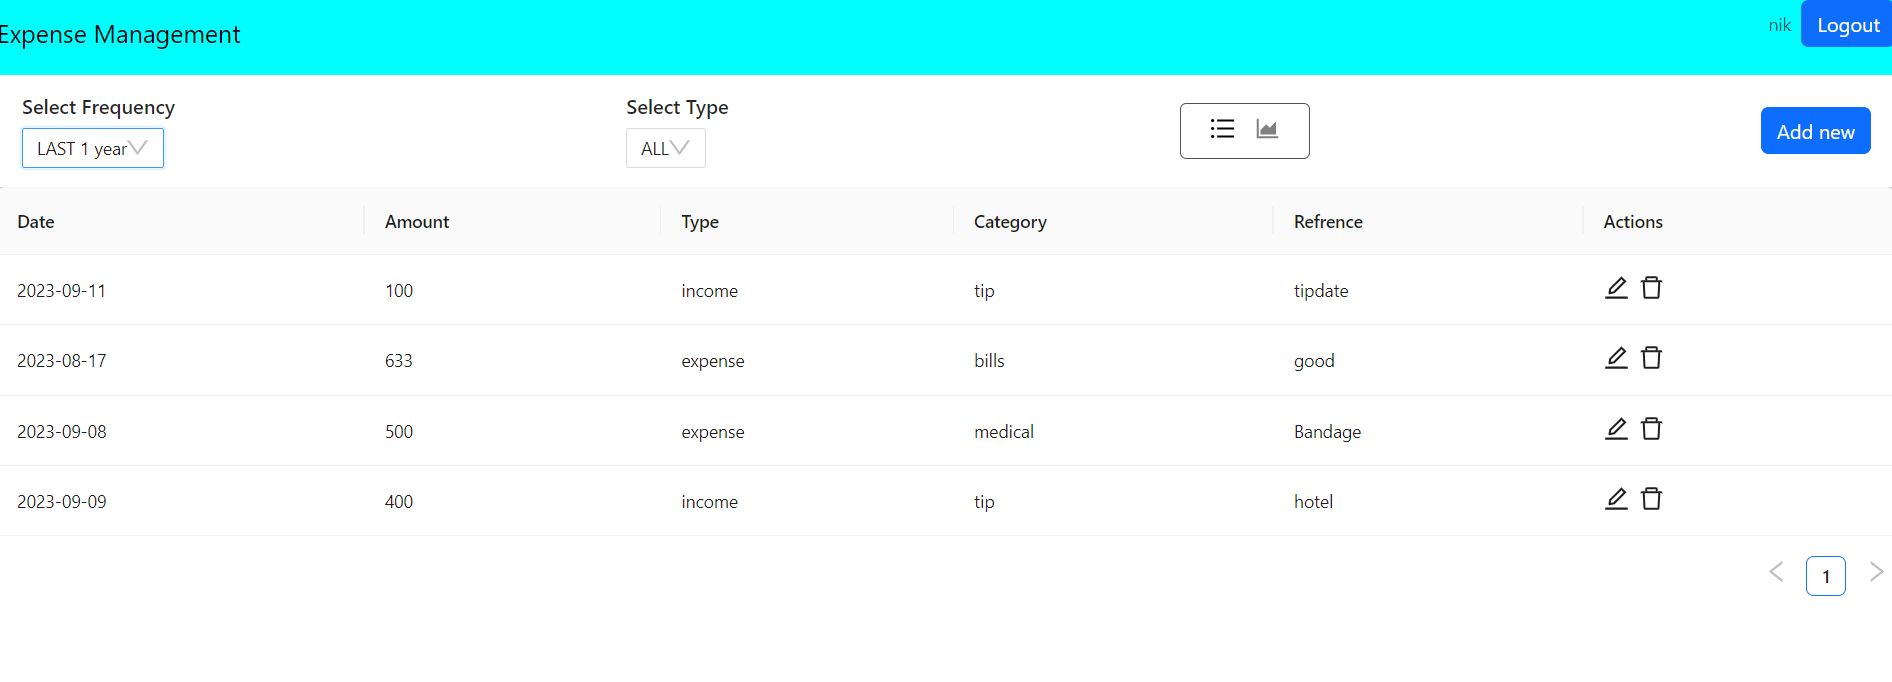 Expense Management
nik Logout
Select Frequency Select Type
LAST 1 year ALL Add new
Date Amount Type Category Refrence Actions
2023-09-11 100 income tip tipdate
2023-08-17 633 expense bills good
2023-09-08 500 expense medical Bandage
2023-09-09 400 income tip hotel
1